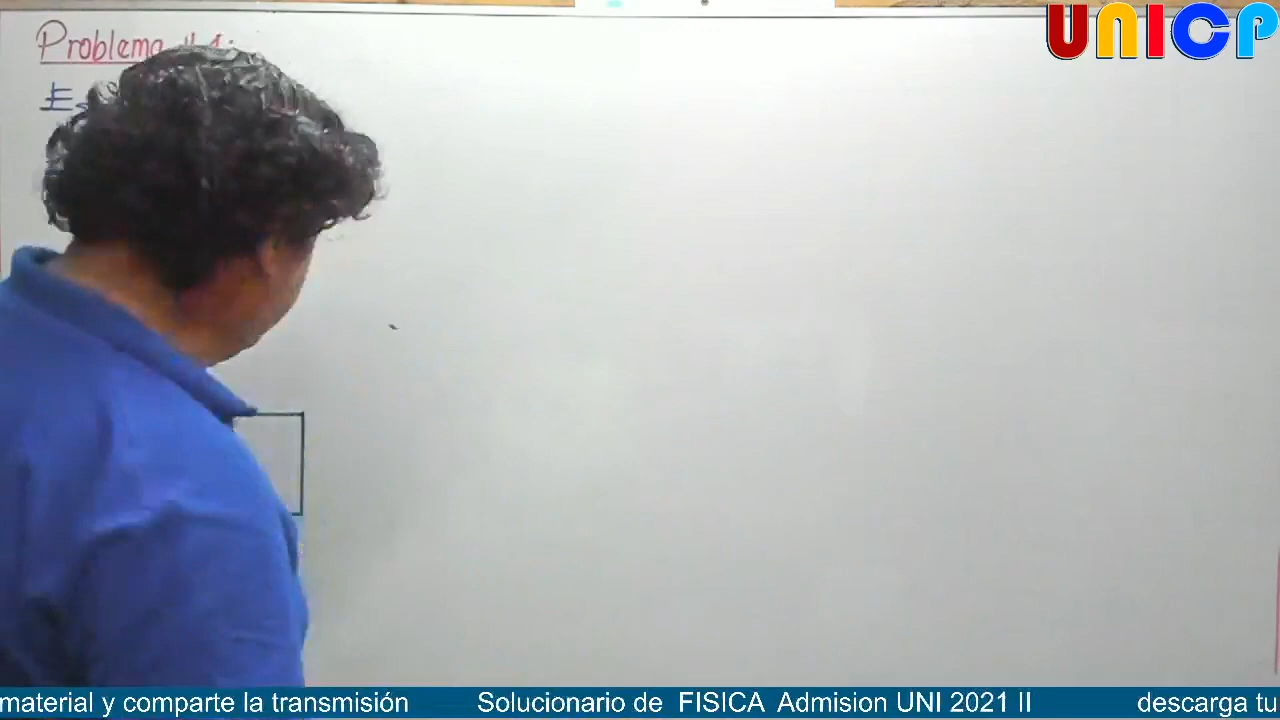 UNICP
Problema
material y comparte la transmisión Solucionario de FISICA Admision UNI 2021 II descarga tu